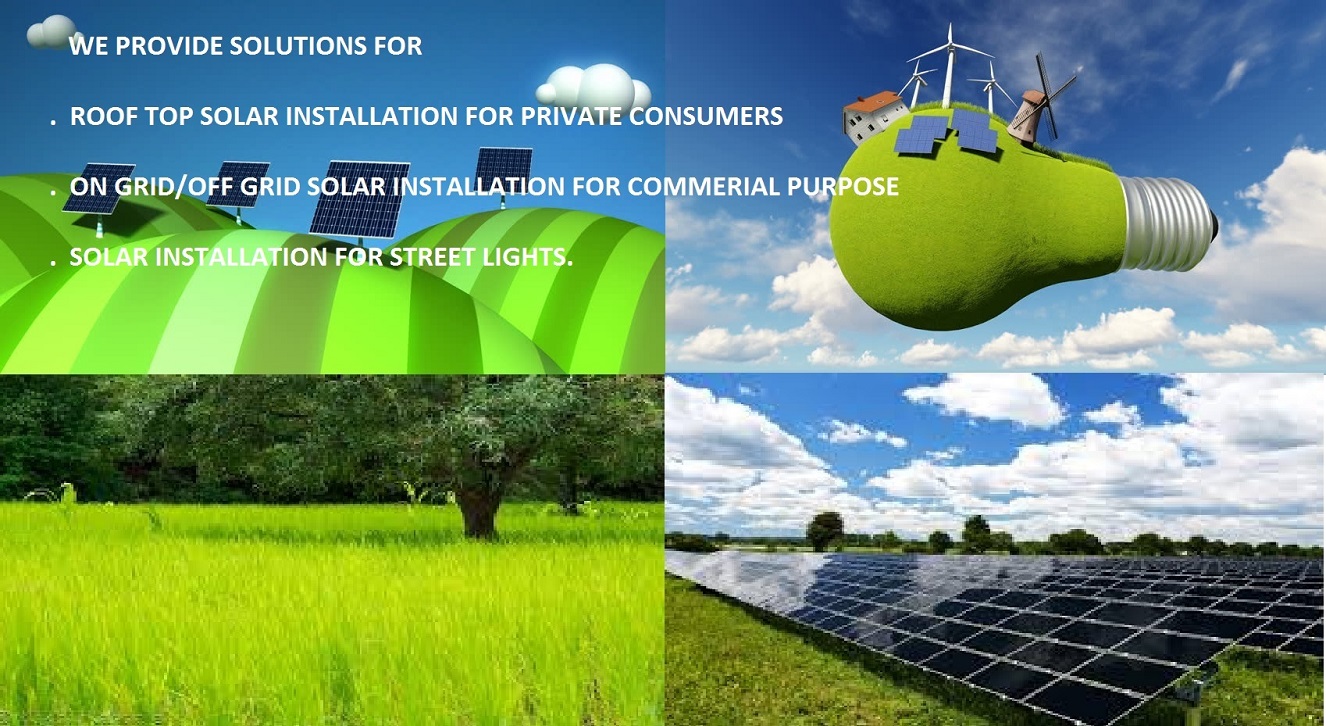 WE PROVIDE SOLUTIONS FOR
. ROOF TOP SOLAR INSTALLATION FOR PRIVATE CONSUMERS
. ON GRID/OFF GRID SOLAR INSTALLATION FOR COMMERIAL PURPOSE
. SOLAR INSTALLATION FOR STREET LIGHTS.